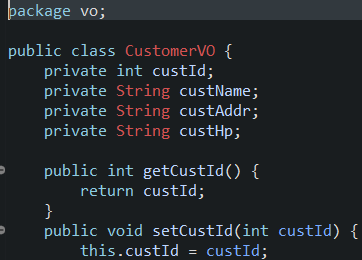 package vo;
public class CustomerVO {
private int custId;
private String custName;
private String custAddr;
private String custHp;
public int getCustId() {
return custId;
}
public void setCustId(int custId) {
this.custId = custId;